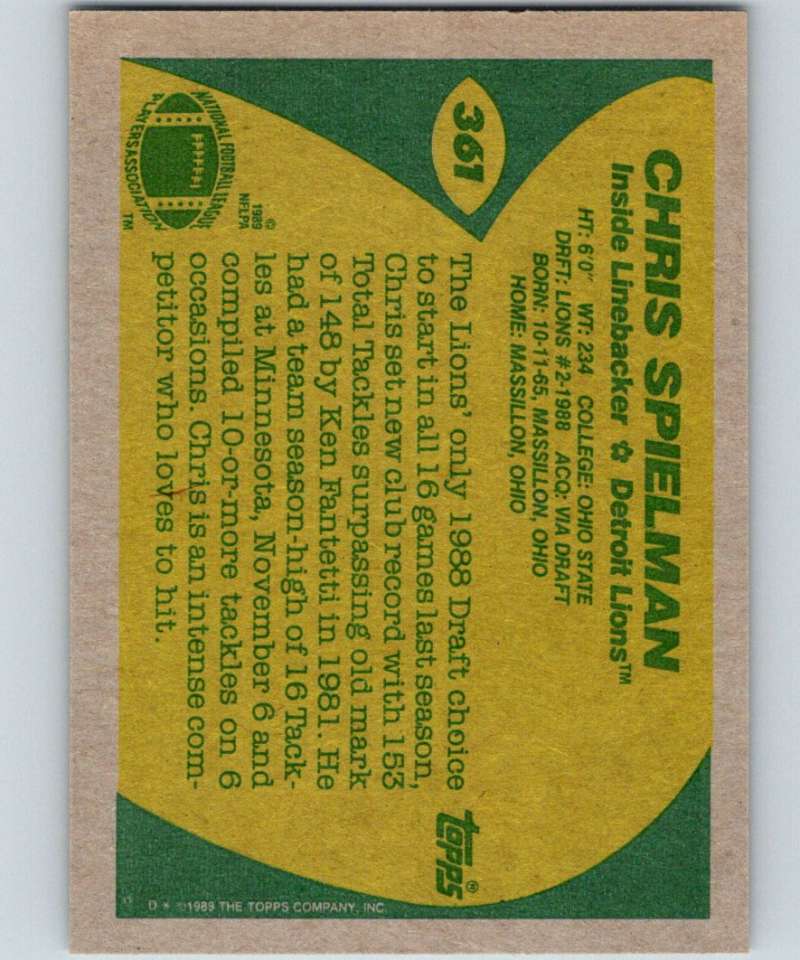 361
CHRIS SPIELMAN
Inside Linebacker ✩ Detroit Lions™
HT: 6'0" WT: 234 COLLEGE: OHIO STATE
DRFT: LIONS #2-1988 ACQ: VIA DRAFT
BORN: 10-11-65, MASSILLON, OHIO
HOME: MASSILLON, OHIO
The Lions' only 1988 Draft choice
to start in all 16 games last season,
Chris set new club record with 153
Total Tackles surpassing old mark
of 148 by Ken Fantetti in 1981. He
had a team season-high of 16 Tack-
les at Minnesota, November 6 and
compiled 10-or-more tackles on 6
occasions. Chris is an intense com-
petitor who loves to hit.
NATIONAL FOOTBALL LEAGUE
PLAYERS ASSOCIATION
TM
©
1989
NFLPA
topps®
D * ©1989 THE TOPPS COMPANY, INC.